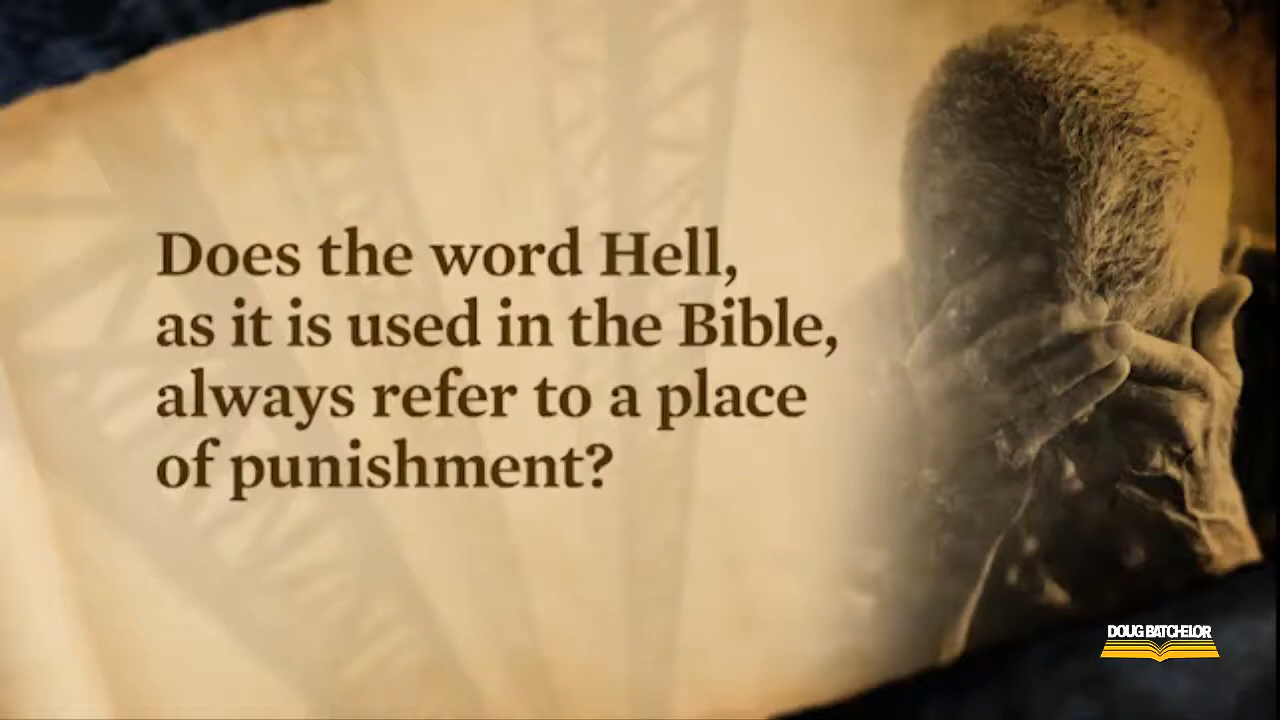 Does the word Hell,
as it is used in the Bible,
always refer to a place
of punishment?
DOUG BATCHELOR